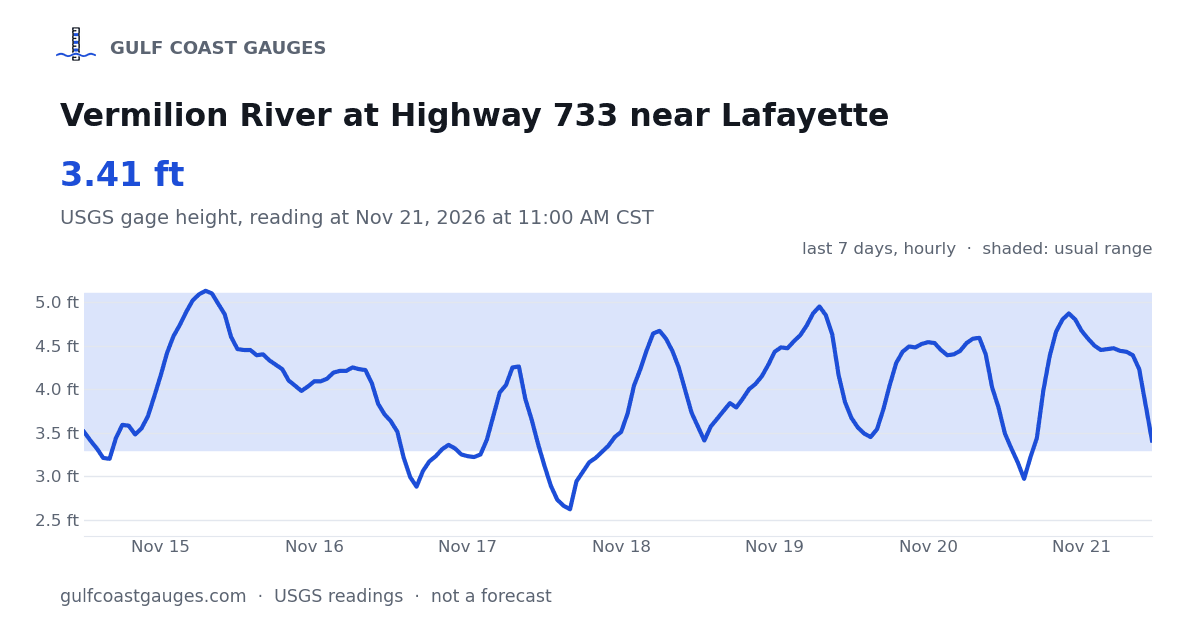 GULF COAST GAUGES
Vermilion River at Highway 733 near Lafayette
3.41 ft
USGS gage height, reading at Nov 21, 2026 at 11:00 AM CST
last 7 days, hourly · shaded: usual range
5.0 ft
4.5 ft
4.0 ft
3.5 ft
3.0 ft
2.5 ft
Nov 15 Nov 16 Nov 17 Nov 18 Nov 19 Nov 20 Nov 21
gulfcoastgauges.com · USGS readings · not a forecast